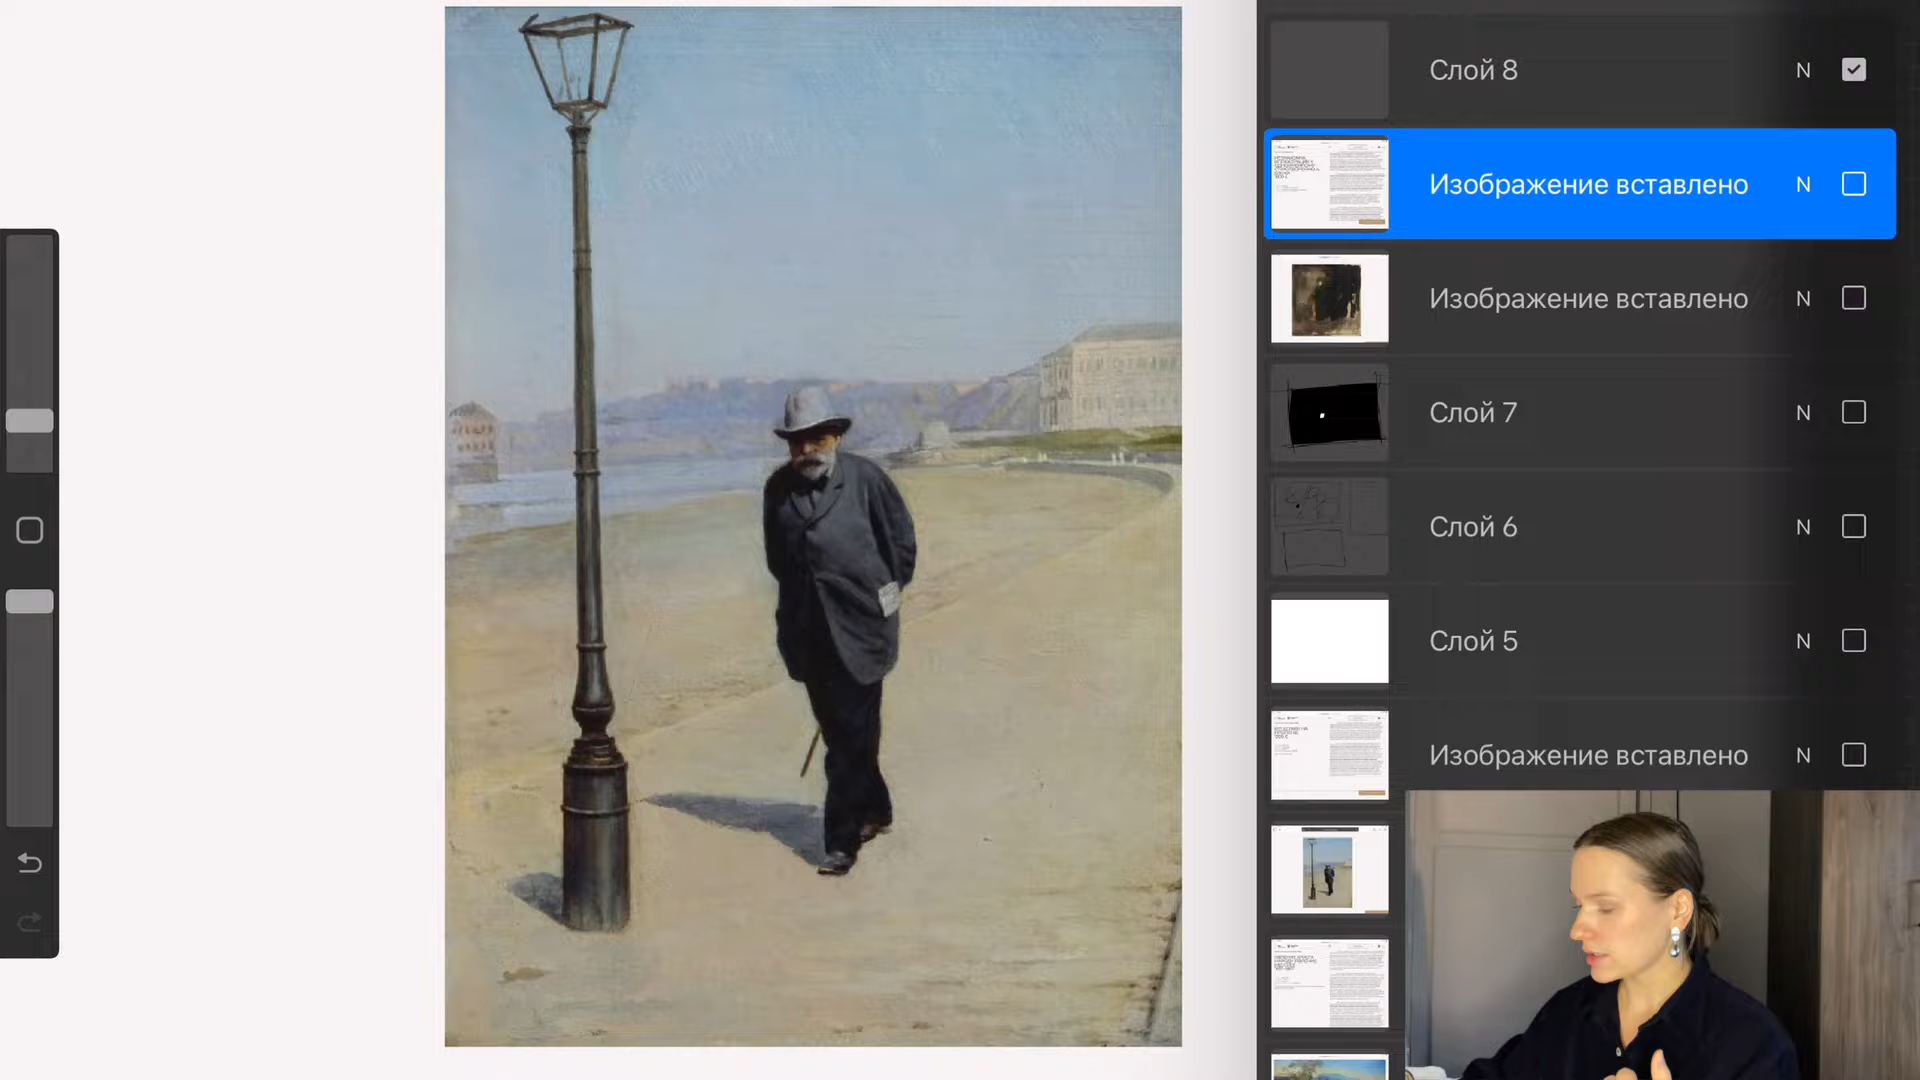 Слой 8 N
Изображение вставлено N
Изображение вставлено N
Слой 7 N
Слой 6 N
Слой 5 N
Изображение вставлено N